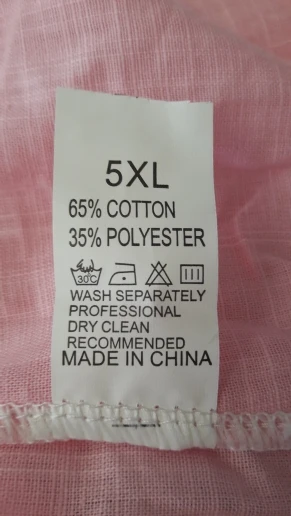 5XL
65% COTTON
35% POLYESTER
30°C
WASH SEPARATELY
PROFESSIONAL
DRY CLEAN
RECOMMENDED
MADE IN CHINA